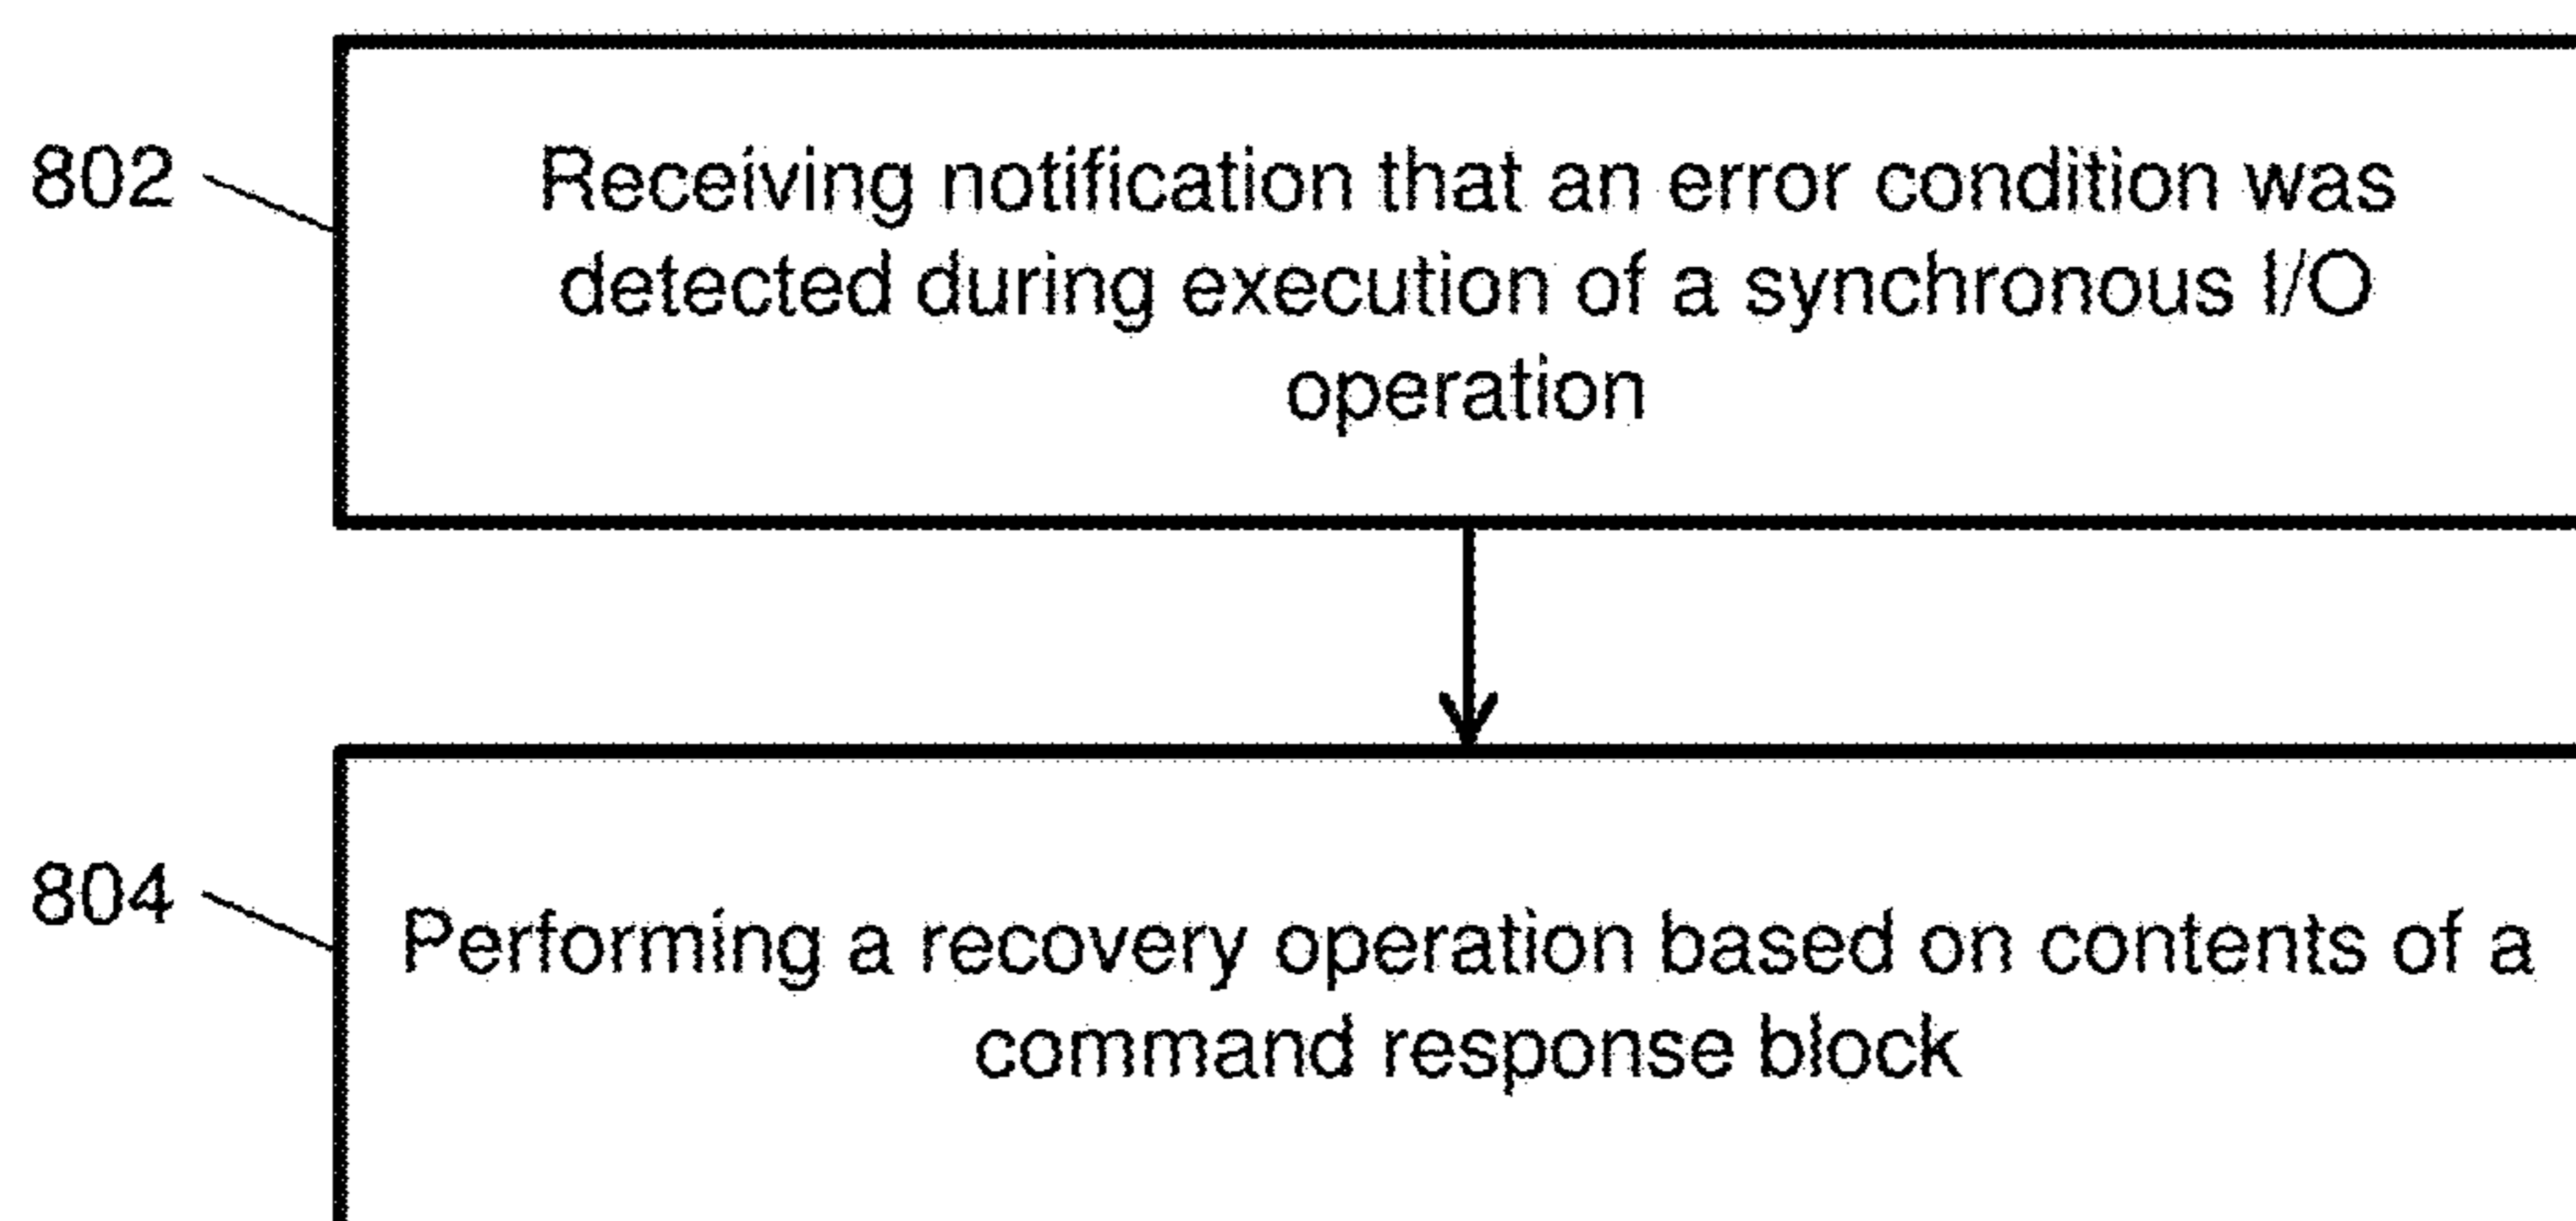 802
Receiving notification that an error condition was
detected during execution of a synchronous I/O
operation
804
Performing a recovery operation based on contents of a
command response block